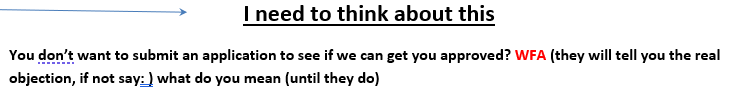 I need to think about this
You don't want to submit an application to see if we can get you approved? WFA (they will tell you the real
objection, if not say: ) what do you mean (until they do)